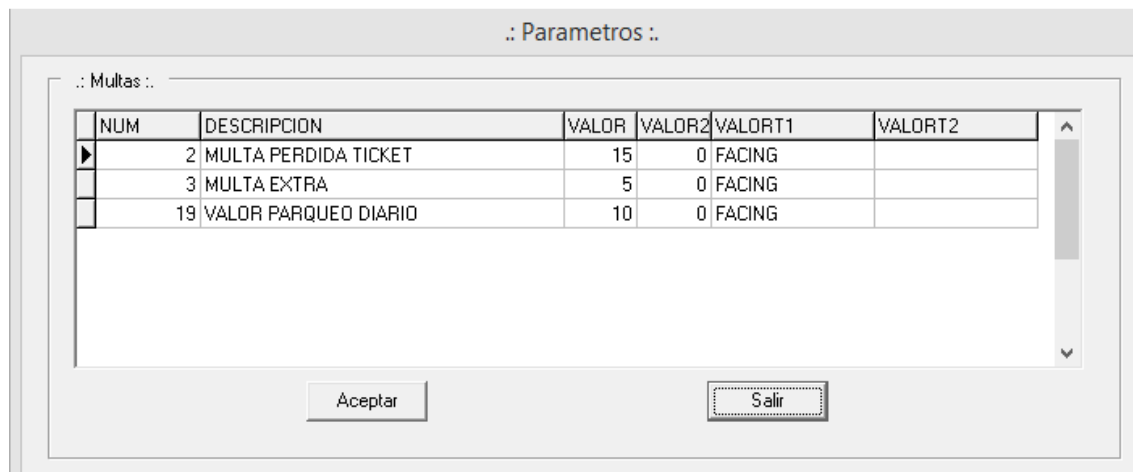 .: Parametros :.
.: Multas :.
NUM DESCRIPCION VALOR VALOR2 VALORT1 VALORT2
2 MULTA PERDIDA TICKET 15 0 FACING
3 MULTA EXTRA 5 0 FACING
19 VALOR PARQUEO DIARIO 10 0 FACING
Aceptar Salir